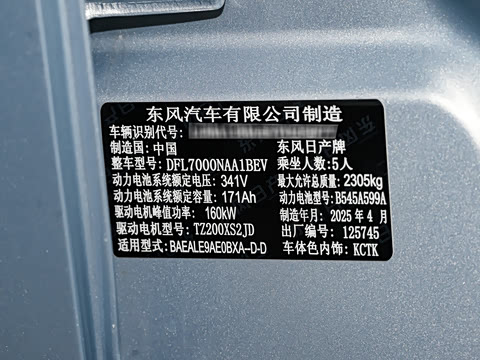 东风汽车有限公司制造
车辆识别代号:
制造国: 中国 东风日产牌
整车型号: DFL7000NAA1BEV 乘坐人数: 5人
动力电池系统额定电压: 341V 最大允许总质量: 2305kg
动力电池系统额定容量: 171Ah 动力电池型号: B545A599A
驱动电机峰值功率: 160kW 制造年月: 2025 年 4 月
驱动电机型号: TZ200XS2JD 出厂编号: 125745
适用型式: BAEALE9AE0BXA-D-D 车体色内饰: KCTK